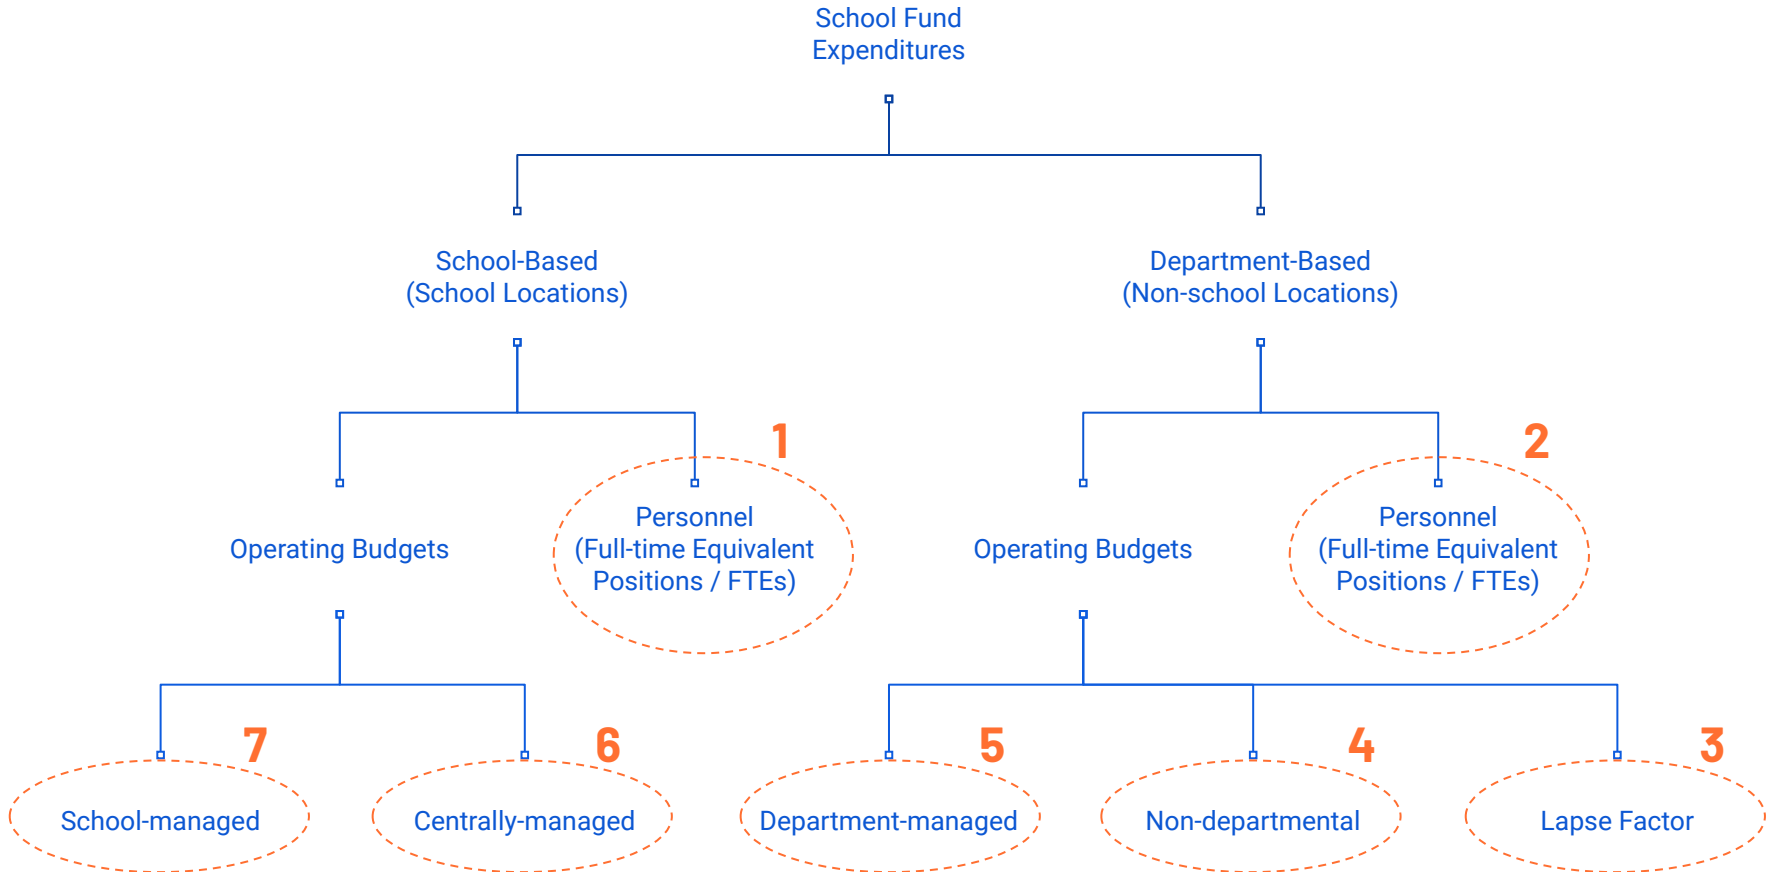 School Fund
Expenditures
School-Based
(School Locations)
Department-Based
(Non-school Locations)
1
2
Operating Budgets
Personnel
(Full-time Equivalent
Positions / FTEs)
Operating Budgets
Personnel
(Full-time Equivalent
Positions / FTEs)
7
6
5
4
3
School-managed
Centrally-managed
Department-managed
Non-departmental
Lapse Factor